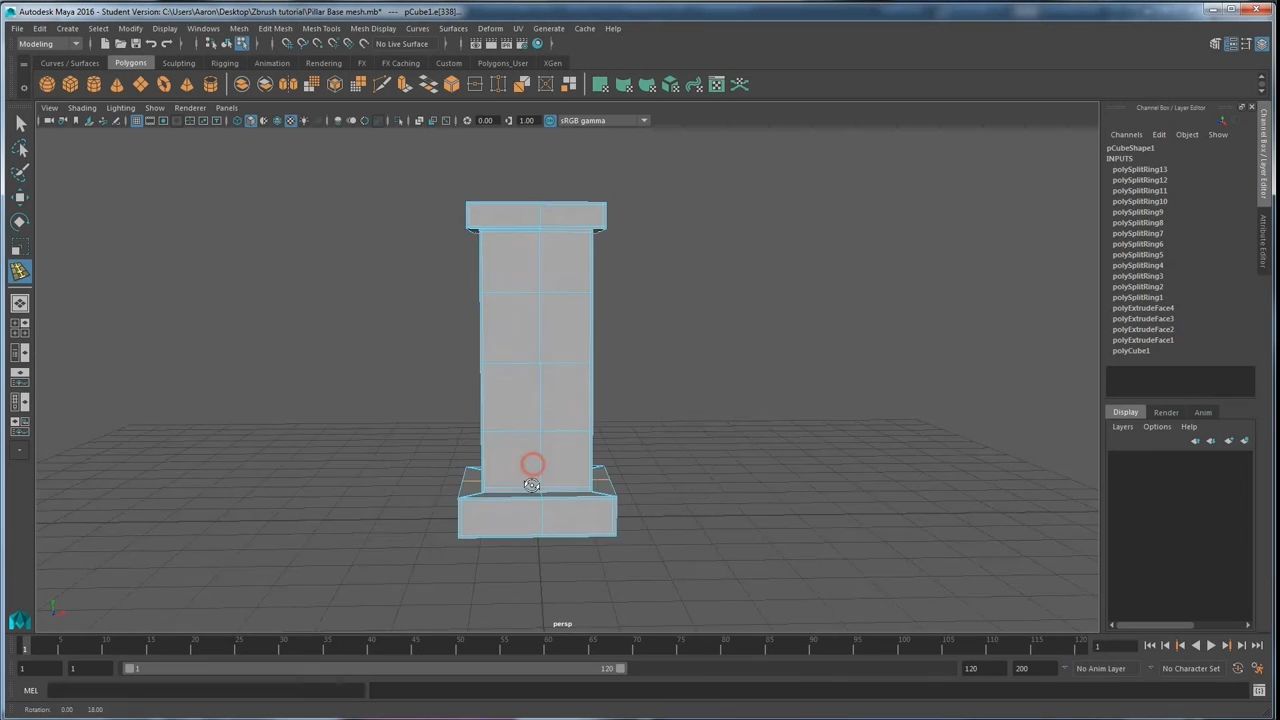 Autodesk Maya 2016 - Student Version: C:\Users\Aaron\Desktop\Zbrush tutorial\Pillar Base mesh.mb* --- pCube1.e[338]...
File Edit Create Select Modify Display Windows Mesh Edit Mesh Mesh Tools Mesh Display Curves Surfaces Deform UV Generate Cache Help
Modeling No Live Surface
Curves / Surfaces Polygons Sculpting Rigging Animation Rendering FX FX Caching Custom Polygons_User XGen
View Shading Lighting Show Renderer Panels
0.00 1.00 sRGB gamma
Channel Box / Layer Editor
Channels Edit Object Show
pCubeShape1
INPUTS
polySplitRing13
polySplitRing12
polySplitRing11
polySplitRing10
polySplitRing9
polySplitRing8
polySplitRing7
polySplitRing6
polySplitRing5
polySplitRing4
polySplitRing3
polySplitRing2
polySplitRing1
polyExtrudeFace4
polyExtrudeFace3
polyExtrudeFace2
polyExtrudeFace1
polyCube1
Display Render Anim
Layers Options Help
Channel Box / Layer Editor
Attribute Editor
persp
5 10 15 20 25 30 35 40 45 50 55 60 65 70 75 80 85 90 95 100 105 110 115 120
1 1
1 1 1 120 120 200 No Anim Layer No Character Set
MEL
Rotation: 0.00 18.00